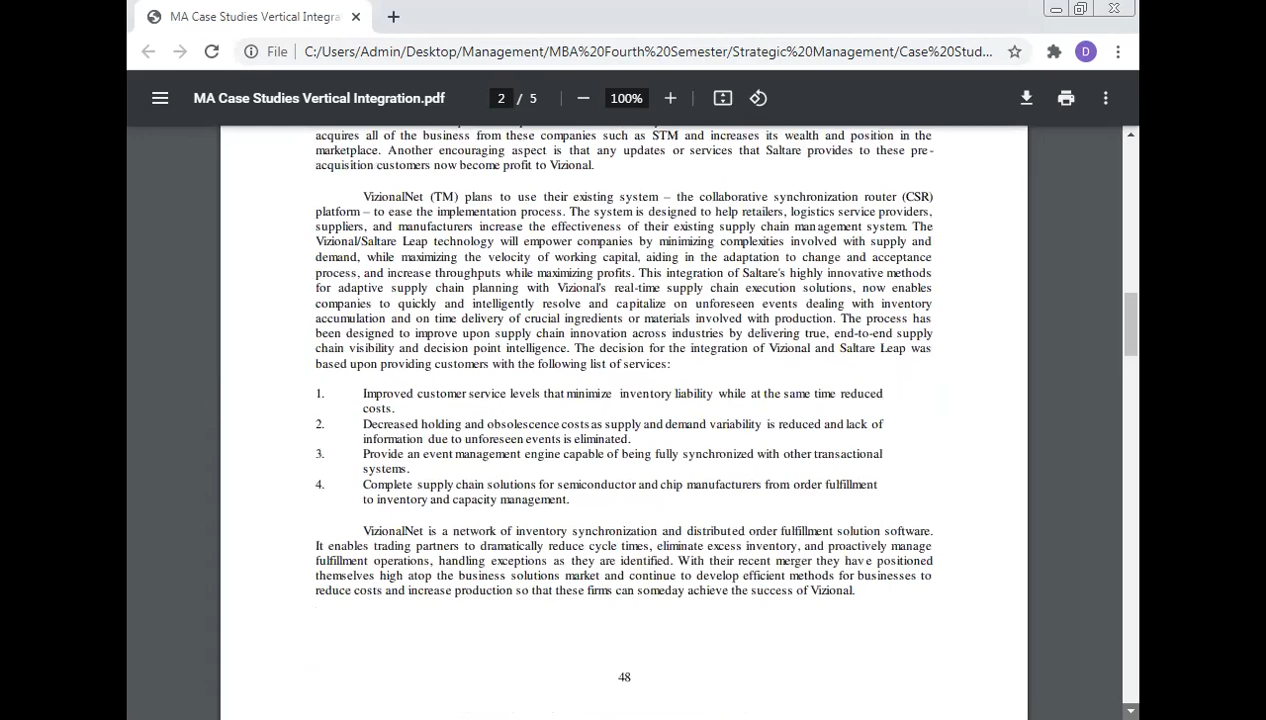 MA Case Studies Vertical Integra
File C:/Users/Admin/Desktop/Management/MBA%20Fourth%20Semester/Strategic%20Management/Case%20Stud... D
MA Case Studies Vertical Integration.pdf 2 / 5 100%
acquires all of the business from these companies such as STM and increases its wealth and position in the
marketplace. Another encouraging aspect is that any updates or services that Saltare provides to these pre-
acquisition customers now become profit to Vizional.
VizionalNet (TM) plans to use their existing system – the collaborative synchronization router (CSR)
platform – to ease the implementation process. The system is designed to help retailers, logistics service providers,
suppliers, and manufacturers increase the effectiveness of their existing supply chain management system. The
Vizional/Saltare Leap technology will empower companies by minimizing complexities involved with supply and
demand, while maximizing the velocity of working capital, aiding in the adaptation to change and acceptance
process, and increase throughputs while maximizing profits. This integration of Saltare's highly innovative methods
for adaptive supply chain planning with Vizional's real-time supply chain execution solutions, now enables
companies to quickly and intelligently resolve and capitalize on unforeseen events dealing with inventory
accumulation and on time delivery of crucial ingredients or materials involved with production. The process has
been designed to improve upon supply chain innovation across industries by delivering true, end-to-end supply
chain visibility and decision point intelligence. The decision for the integration of Vizional and Saltare Leap was
based upon providing customers with the following list of services:
1. Improved customer service levels that minimize inventory liability while at the same time reduced
costs.
2. Decreased holding and obsolescence costs as supply and demand variability is reduced and lack of
information due to unforeseen events is eliminated.
3. Provide an event management engine capable of being fully synchronized with other transactional
systems.
4. Complete supply chain solutions for semiconductor and chip manufacturers from order fulfillment
to inventory and capacity management.
VizionalNet is a network of inventory synchronization and distributed order fulfillment solution software.
It enables trading partners to dramatically reduce cycle times, eliminate excess inventory, and proactively manage
fulfillment operations, handling exceptions as they are identified. With their recent merger they have positioned
themselves high atop the business solutions market and continue to develop efficient methods for businesses to
reduce costs and increase production so that these firms can someday achieve the success of Vizional.
48